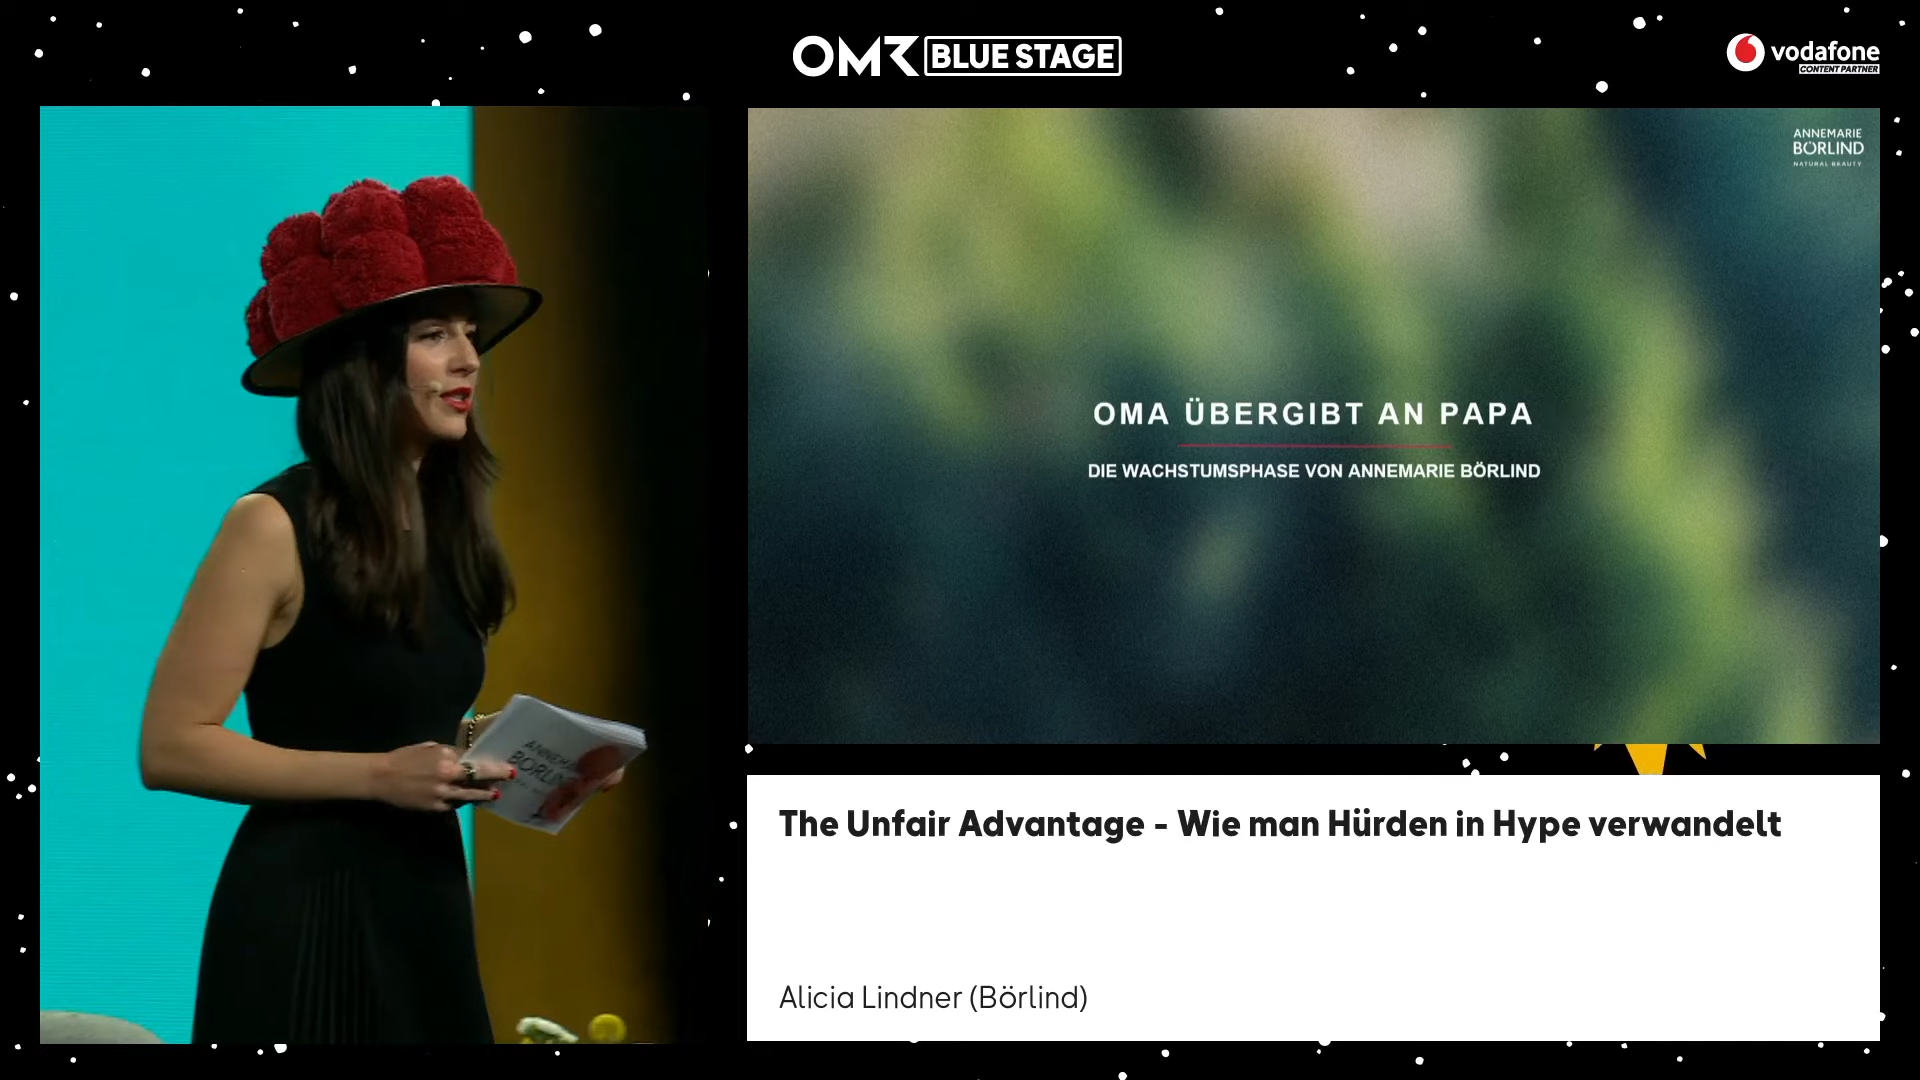 OMR BLUE STAGE
vodafone
CONTENT PARTNER
ANNEMARIE
BÖRLIND
NATURAL BEAUTY
OMA ÜBERGIBT AN PAPA
DIE WACHSTUMSPHASE VON ANNEMARIE BÖRLIND
BÖRLIND
The Unfair Advantage - Wie man Hürden in Hype verwandelt
Alicia Lindner (Börlind)